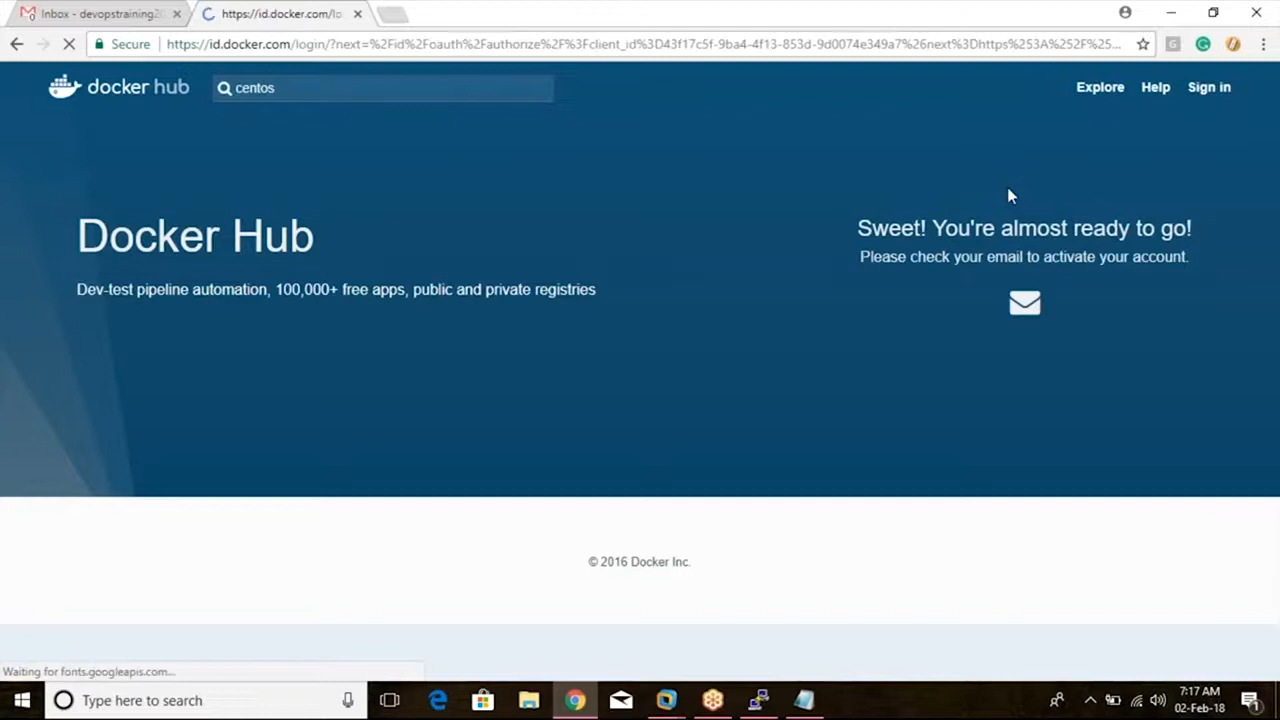 Inbox - devopstraining20
https://id.docker.com/lo
Secure
https://id.docker.com/login/?next=%2Fid%2Foauth%2Fauthorize%2F%3Fclient_id%3D43f17c5f-9ba4-4f13-853d-9d0074e349a7%26next%3Dhttps%253A%252F%25...
docker hub
centos
Explore
Help
Sign in
Docker Hub
Dev-test pipeline automation, 100,000+ free apps, public and private registries
Sweet! You're almost ready to go!
Please check your email to activate your account.
© 2016 Docker Inc.
Waiting for fonts.googleapis.com...
Type here to search
7:17 AM
02-Feb-18
1